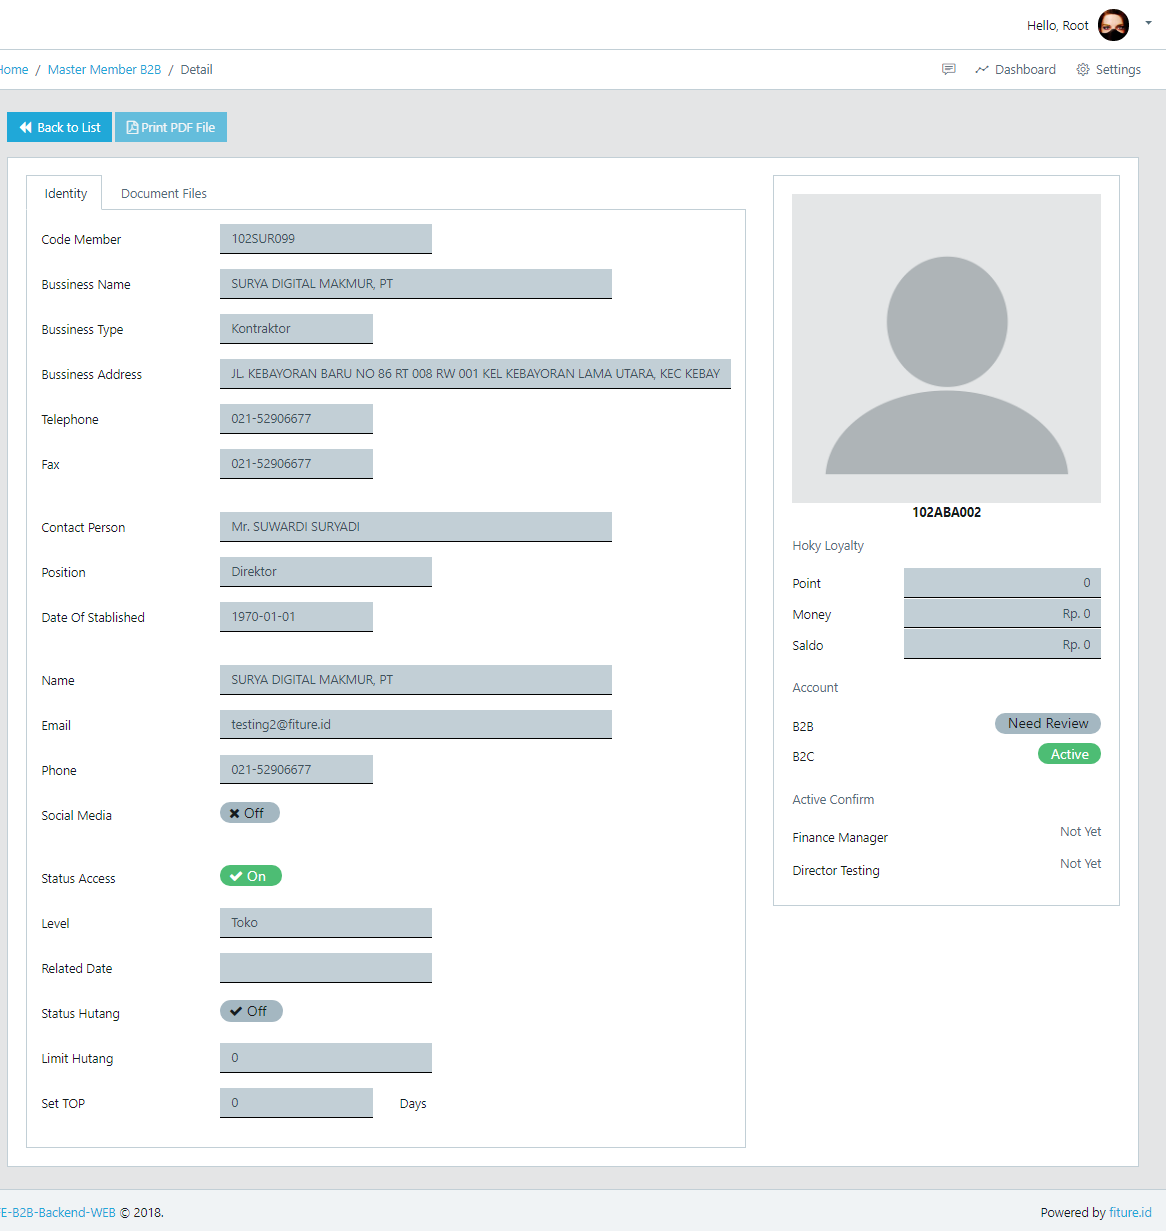 Hello, Root
Home / Master Member B2B / Detail
Dashboard
Settings
Back to List
Print PDF File
Identity
Document Files
Code Member
102SUR099
Bussiness Name
SURYA DIGITAL MAKMUR, PT
Bussiness Type
Kontraktor
Bussiness Address
JL. KEBAYORAN BARU NO 86 RT 008 RW 001 KEL KEBAYORAN LAMA UTARA, KEC KEBAY
Telephone
021-52906677
Fax
021-52906677
Contact Person
Mr. SUWARDI SURYADI
Position
Direktor
Date Of Stablished
1970-01-01
Name
SURYA DIGITAL MAKMUR, PT
Email
testing2@fiture.id
Phone
021-52906677
Social Media
Off
Status Access
On
Level
Toko
Related Date
Status Hutang
Off
Limit Hutang
0
Set TOP
0
Days
102ABA002
Hoky Loyalty
Point
0
Money
Rp. 0
Saldo
Rp. 0
Account
B2B
Need Review
B2C
Active
Active Confirm
Finance Manager
Not Yet
Director Testing
Not Yet
E-B2B-Backend-WEB © 2018.
Powered by fiture.id